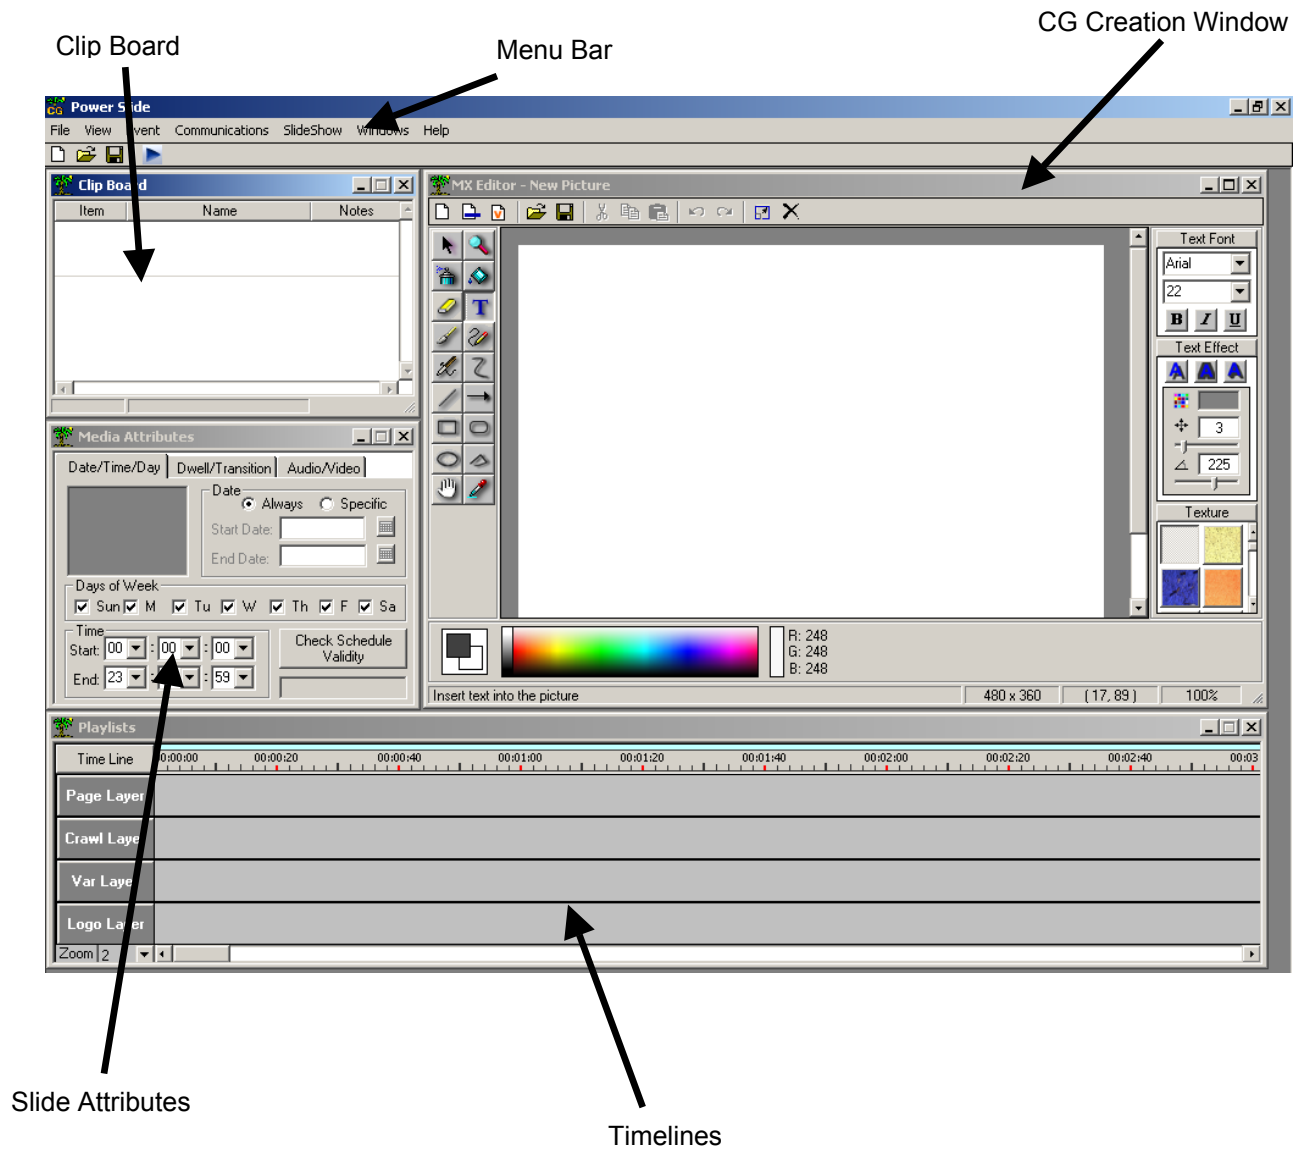 CG Creation Window
Clip Board
Menu Bar
CG Power Slide
File View Event Communications SlideShow Windows Help
Clip Board
Item Name Notes
MX Editor - New Picture
Text Font
Arial
22
B I U
Text Effect
A A A
3
225
Texture
T
Media Attributes
Date/Time/Day Dwell/Transition Audio/Video
Date
Always Specific
Start Date:
End Date:
Days of Week
Sun M Tu W Th F Sa
Time
Start: 00 : 00 : 00
End: 23 : : 59
Check Schedule
Validity
R: 248
G: 248
B: 248
Insert text into the picture 480 x 360 ( 17, 89 ) 100%
Playlists
Time Line 00:00:00 00:00:20 00:00:40 00:01:00 00:01:20 00:01:40 00:02:00 00:02:20 00:02:40 00:03
Page Layer
Crawl Layer
Var Layer
Logo Layer
Zoom 2
Slide Attributes
Timelines